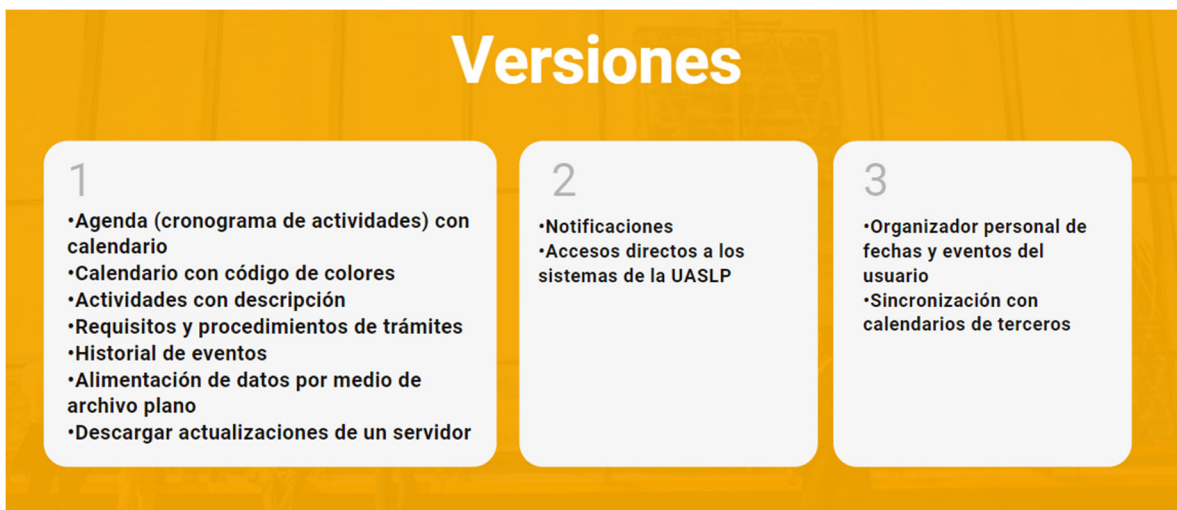 Versiones
1
•Agenda (cronograma de actividades) con
calendario
•Calendario con código de colores
•Actividades con descripción
•Requisitos y procedimientos de trámites
•Historial de eventos
•Alimentación de datos por medio de
archivo plano
•Descargar actualizaciones de un servidor
2
•Notificaciones
•Accesos directos a los
sistemas de la UASLP
3
•Organizador personal de
fechas y eventos del
usuario
•Sincronización con
calendarios de terceros